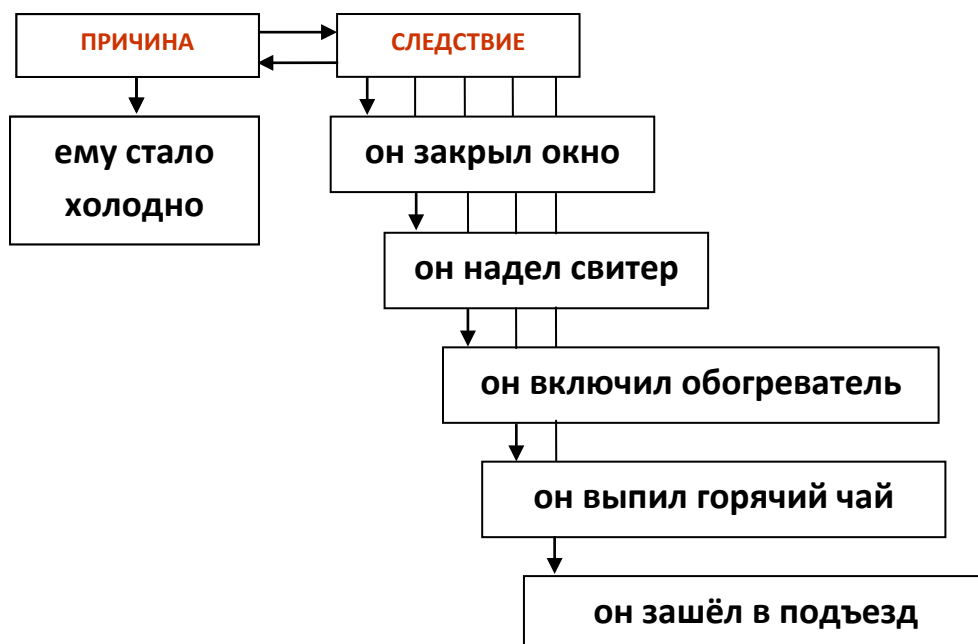 ПРИЧИНА
СЛЕДСТВИЕ
ему стало
холодно
он закрыл окно
он надел свитер
он включил обогреватель
он выпил горячий чай
он зашёл в подъезд